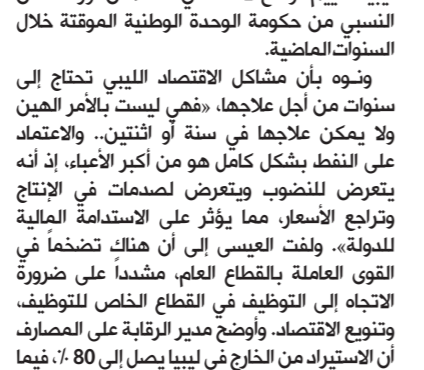 النسبي من حكومة الوحدة الوطنية الموقتة خلال
السنوات الماضية.
ونـوه بأن مشاكل الاقتصاد الليبي تحتاج إلى
سنوات من أجل علاجها، «فهي ليست بالأمر الهين
ولا يمكن علاجها في سنة أو اثنتين.. والاعتماد
على النفط بشكل كامل هو من أكبر الأعباء، إذ أنه
يتعرض للنضوب ويتعرض لصدمات في الإنتاج
وتراجع الأسعار، مما يؤثر على الاستدامة المالية
للدولة». ولفت العيسى إلى أن هناك تضخماً في
القوى العاملة بالقطاع العام، مشدداً على ضرورة
الاتجاه إلى التوظيف في القطاع الخاص للتوظيف،
وتنويع الاقتصاد. وأوضح مدير الرقابة على المصارف
أن الاستيراد من الخارج في ليبيا يصل إلى 80 ٪، فيما